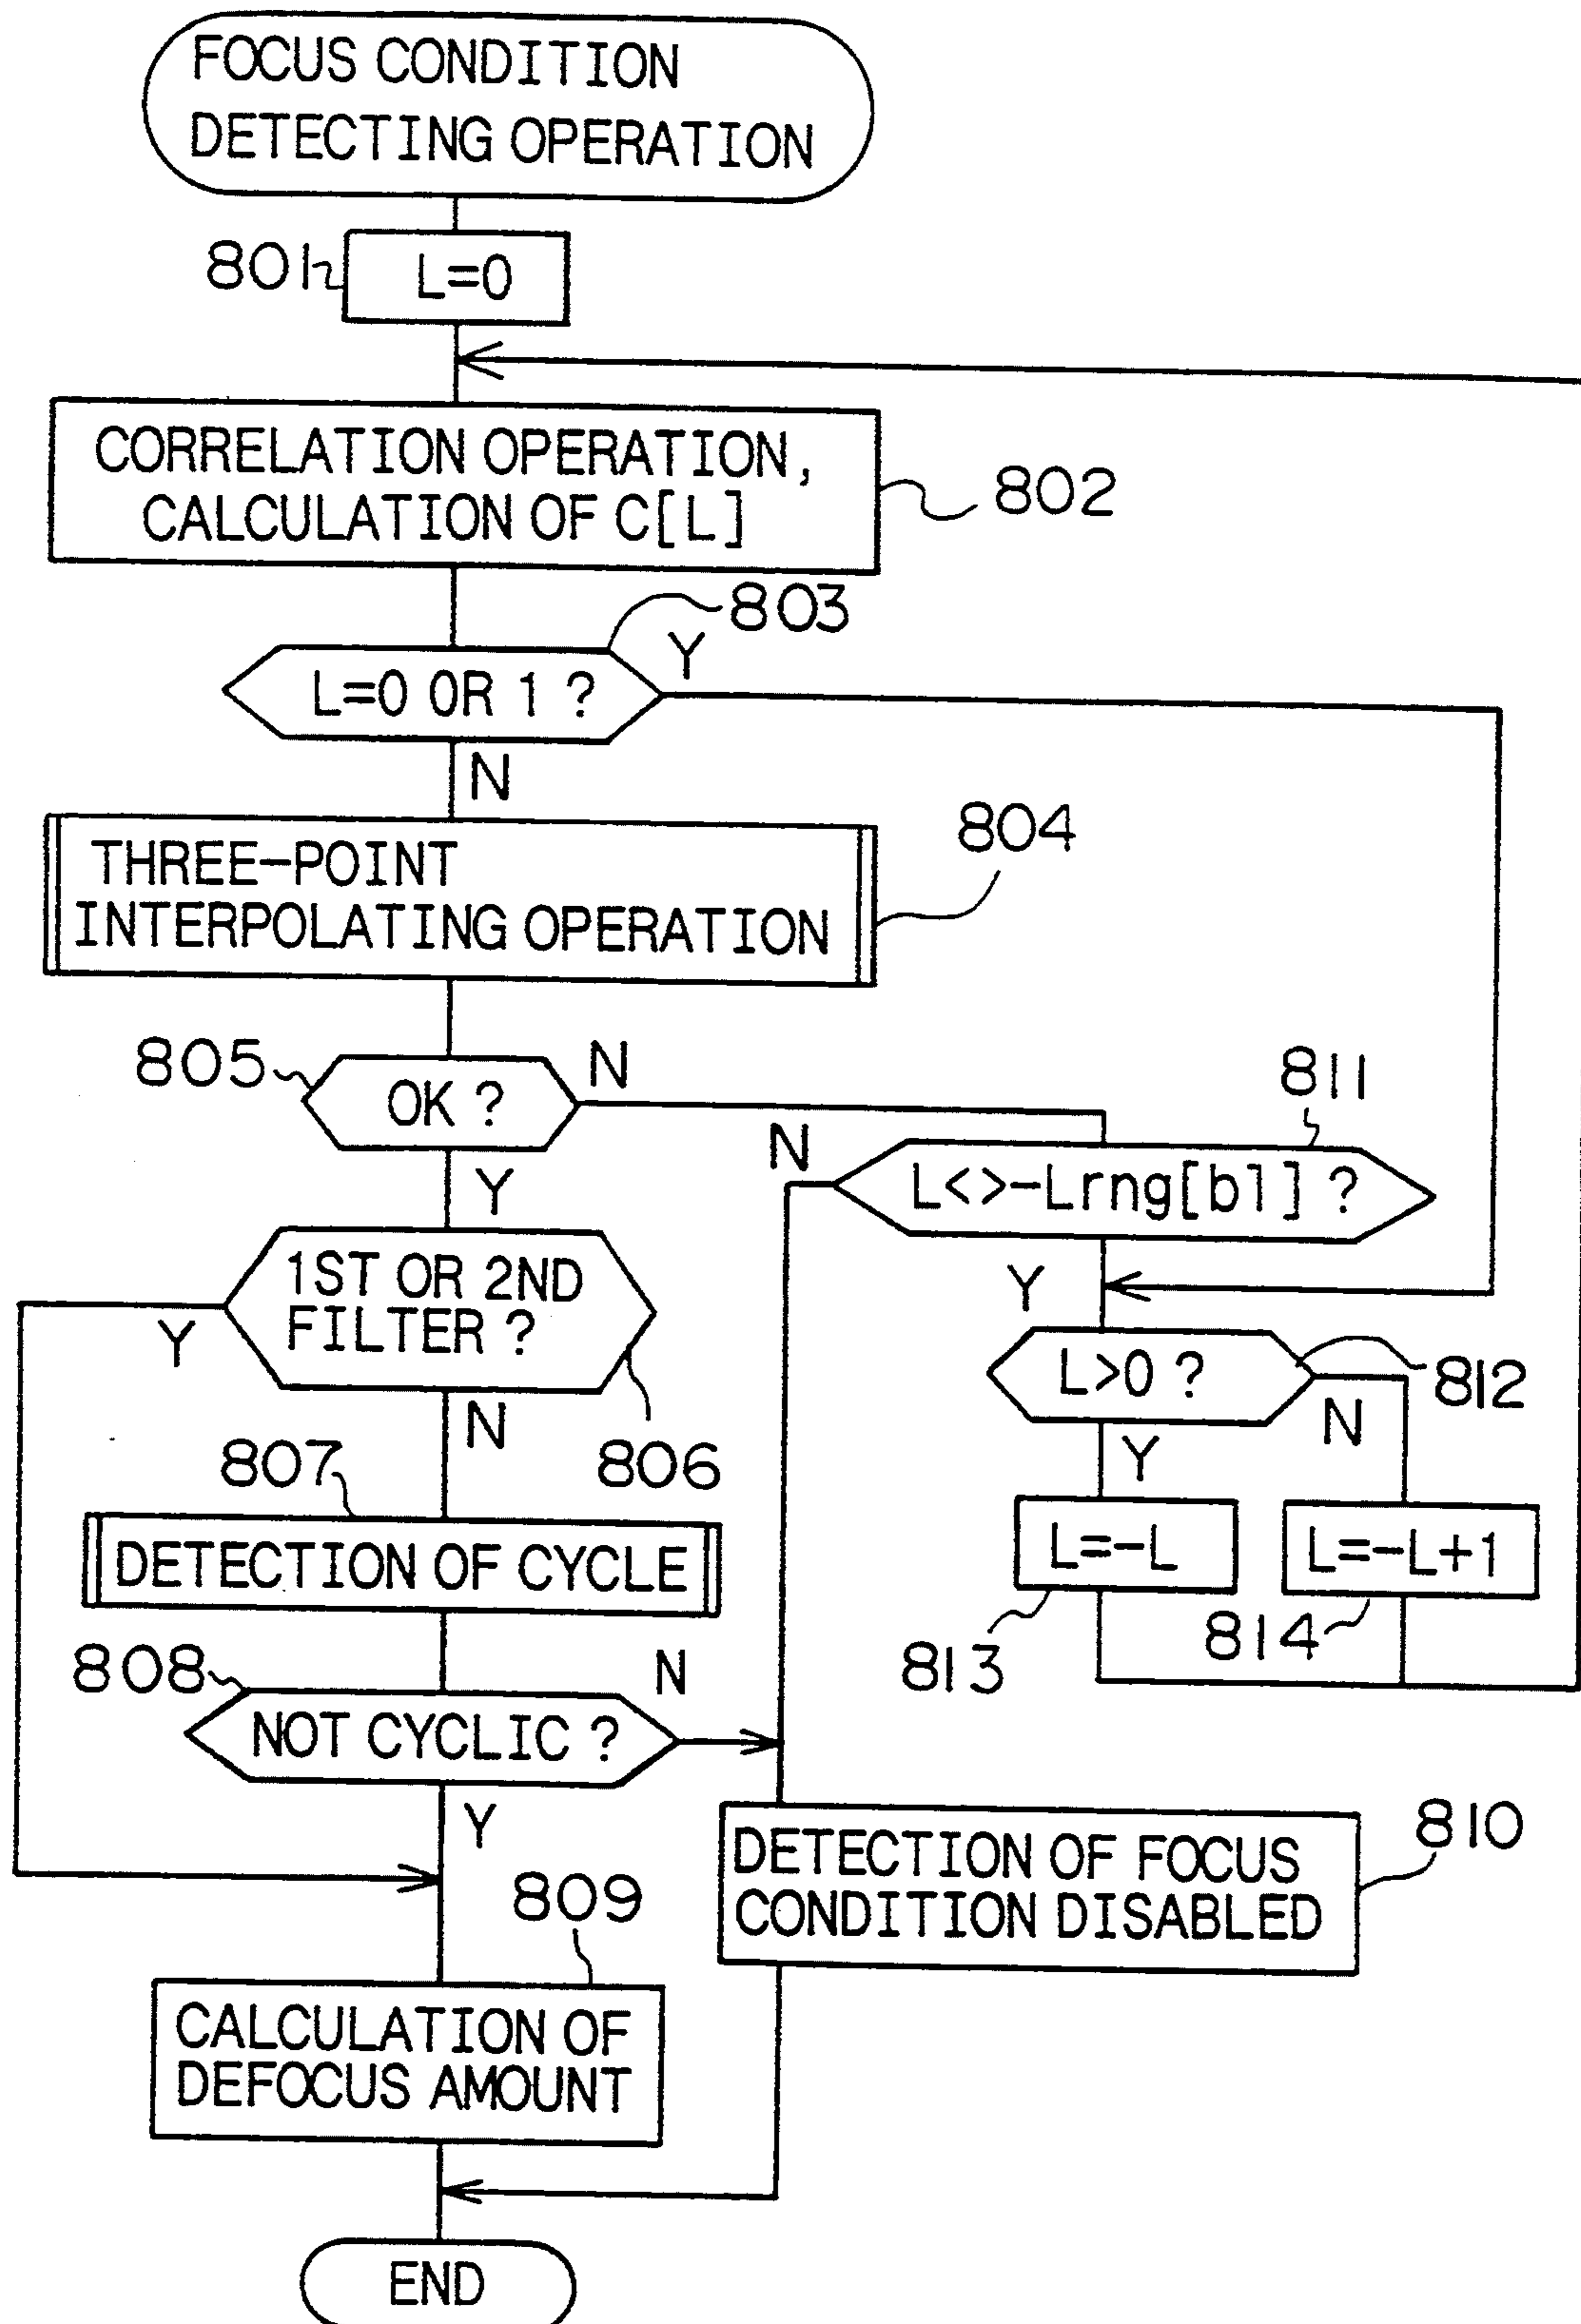 FOCUS CONDITION
DETECTING OPERATION
801
L=0
CORRELATION OPERATION,
CALCULATION OF C[L]
802
803
L=0 OR 1 ?
Y
N
THREE-POINT
INTERPOLATING OPERATION
804
805
OK ?
N
Y
811
L<>-Lrng[bl] ?
N
Y
1ST OR 2ND
FILTER ?
Y
N
806
L>0 ?
812
N
Y
807
DETECTION OF CYCLE
L=-L
813
L=-L+1
814
808
NOT CYCLIC ?
N
Y
DETECTION OF FOCUS
CONDITION DISABLED
810
809
CALCULATION OF
DEFOCUS AMOUNT
END